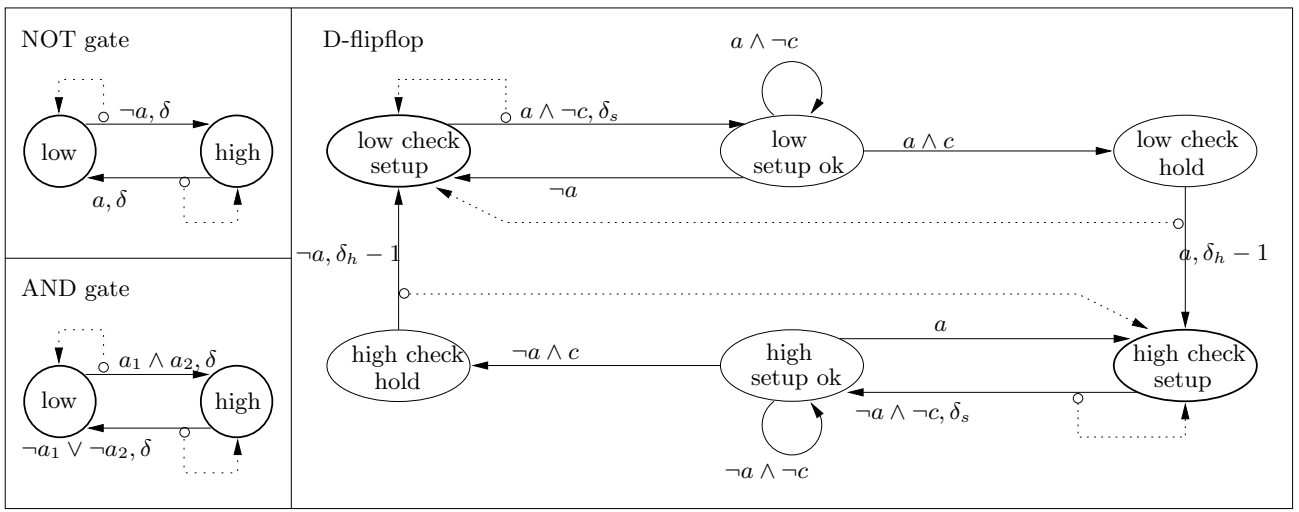 NOT gate
¬a, δ
low
high
a, δ
AND gate
a₁ ∧ a₂, δ
low
high
¬a₁ ∨ ¬a₂, δ
D-flipflop
a ∧ ¬c
a ∧ ¬c, δₛ
low check
setup
low
setup ok
a ∧ c
low check
hold
¬a
¬a, δₕ − 1
a, δₕ − 1
a
high check
hold
¬a ∧ c
high
setup ok
high check
setup
¬a ∧ ¬c, δₛ
¬a ∧ ¬c